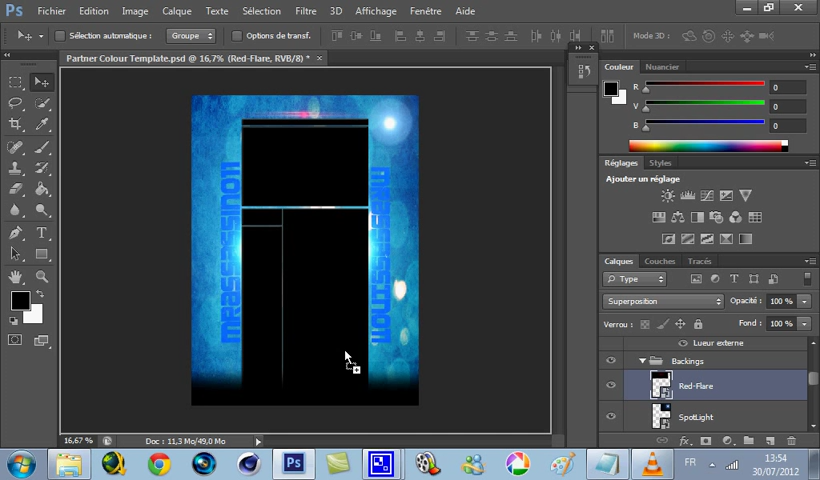 Ps Fichier Edition Image Calque Texte Sélection Filtre 3D Affichage Fenêtre Aide
Sélection automatique : Groupe Options de transf. Mode 3D :
Partner Colour Template.psd @ 16,7% (Red-Flare, RVB/8) * ×
Couleur Nuancier
R 0
V 0
B 0
Réglages Styles
Ajouter un réglage
Calques Couches Tracés
Type
Superposition Opacité : 100 %
Verrou : Fond : 100 %
Lueur externe
Backings
Red-Flare
SpotLight
16,67 % Doc : 11,3 Mo/49,0 Mo
FR 13:54
30/07/2012